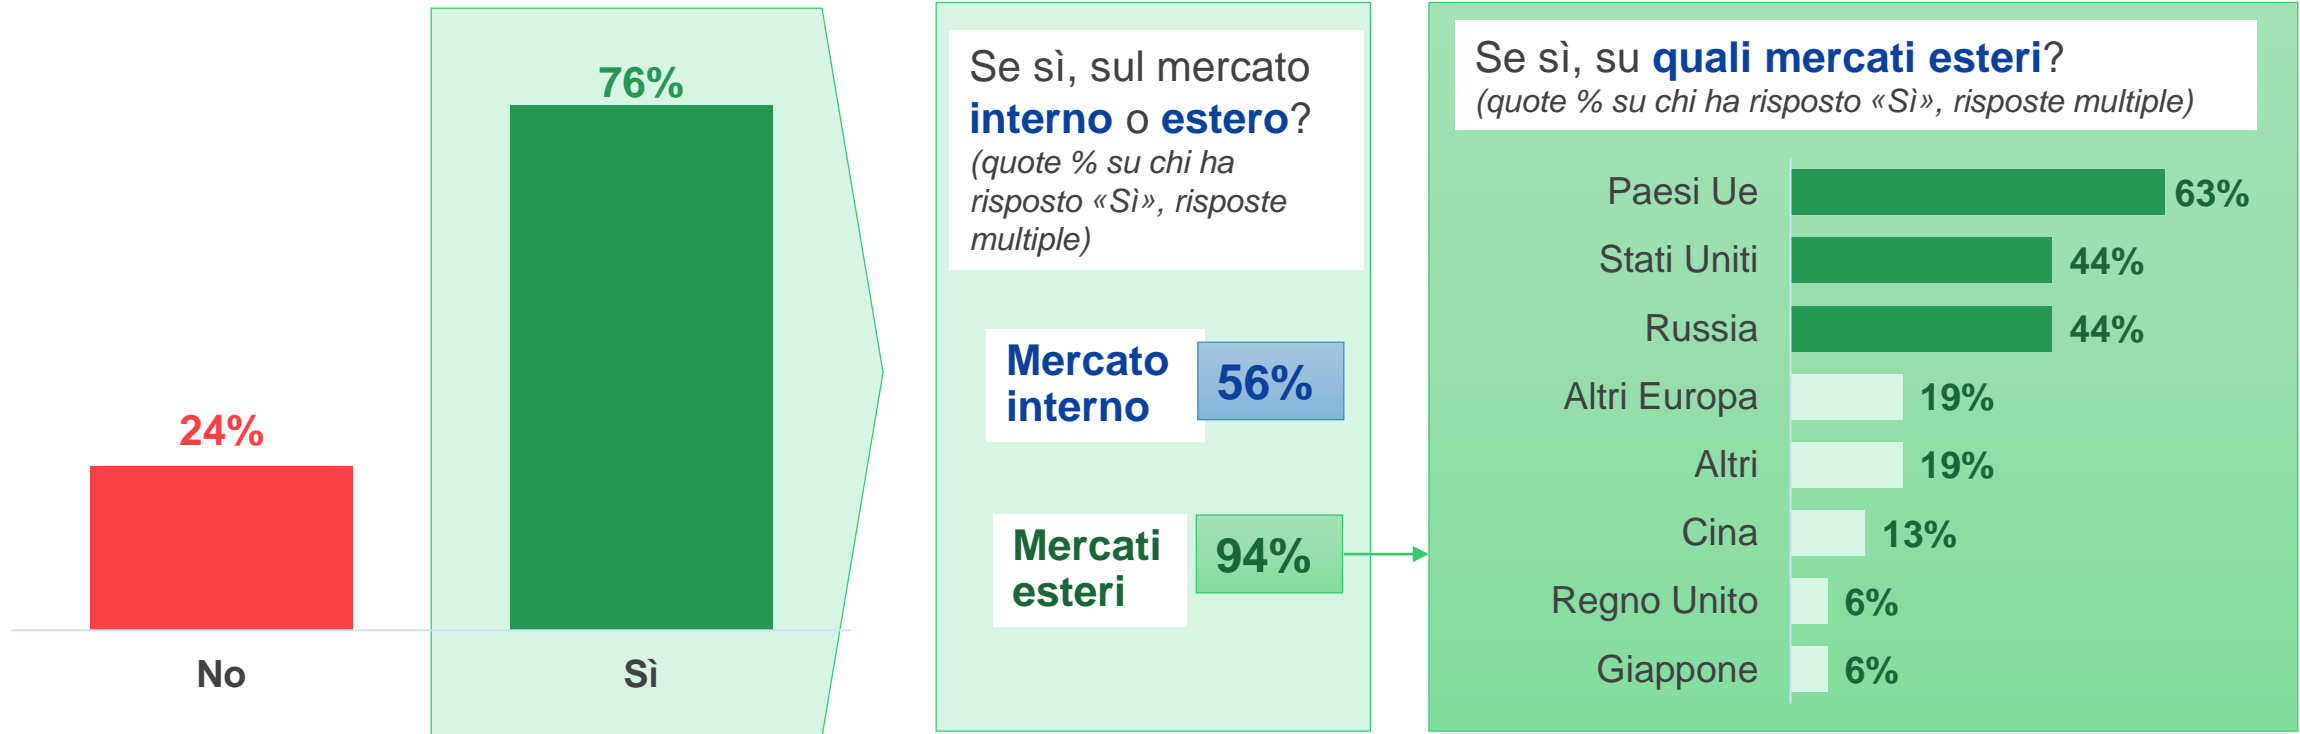 76%
24%
No
Sì
Se sì, sul mercato
interno o estero?
(quote % su chi ha
risposto «Sì», risposte
multiple)
Mercato
interno
56%
Mercati
esteri
94%
Se sì, su quali mercati esteri?
(quote % su chi ha risposto «Sì», risposte multiple)
Paesi Ue 63%
Stati Uniti 44%
Russia 44%
Altri Europa 19%
Altri 19%
Cina 13%
Regno Unito 6%
Giappone 6%